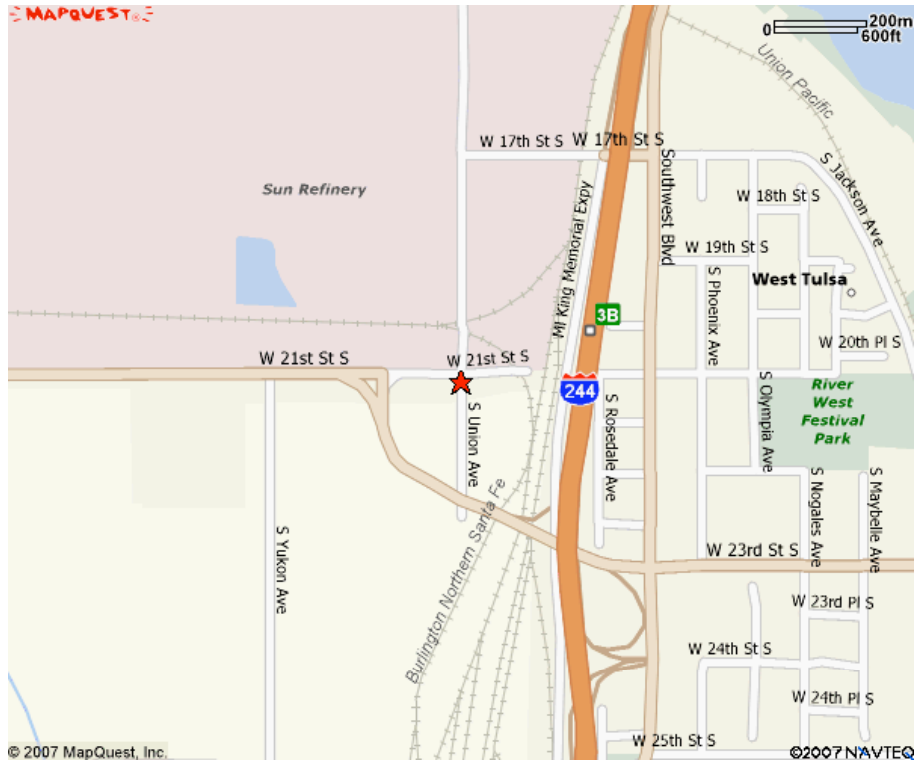 MAPQUEST
0
200m
600ft
Union Pacific
W 17th St S
W 17th St S
S Jackson Ave
Sun Refinery
Southwest Blvd
W 18th St S
Ml King Memorial Expy
W 19th St S
S Phoenix Ave
West Tulsa
3B
W 20th Pl S
W 21st St S
W 21st St S
244
S Olympia Ave
River
West
Festival
Park
S Union Ave
S Rosedale Ave
S Nogales Ave
S Maybelle Ave
Burlington Northern Santa Fe
S Yukon Ave
W 23rd St S
W 23rd Pl S
W 24th St S
W 24th Pl S
W 25th St S
© 2007 MapQuest, Inc.
©2007 NAVTEQ